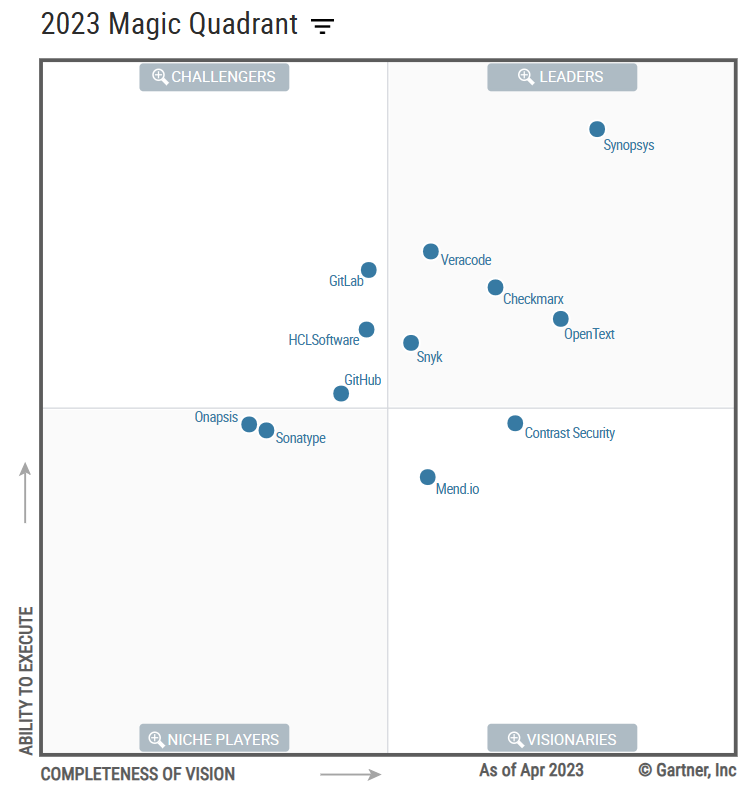 2023 Magic Quadrant
CHALLENGERS
LEADERS
Synopsys
Veracode
GitLab
Checkmarx
OpenText
HCLSoftware
Snyk
GitHub
Onapsis
Sonatype
Contrast Security
Mend.io
ABILITY TO EXECUTE
NICHE PLAYERS
VISIONARIES
COMPLETENESS OF VISION
As of Apr 2023
© Gartner, Inc